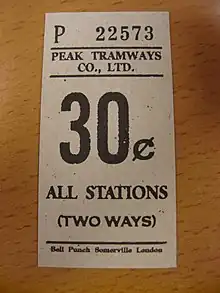 P 22573
PEAK TRAMWAYS
CO., LTD.
30¢
ALL STATIONS
(TWO WAYS)
Bell Punch Somerville London